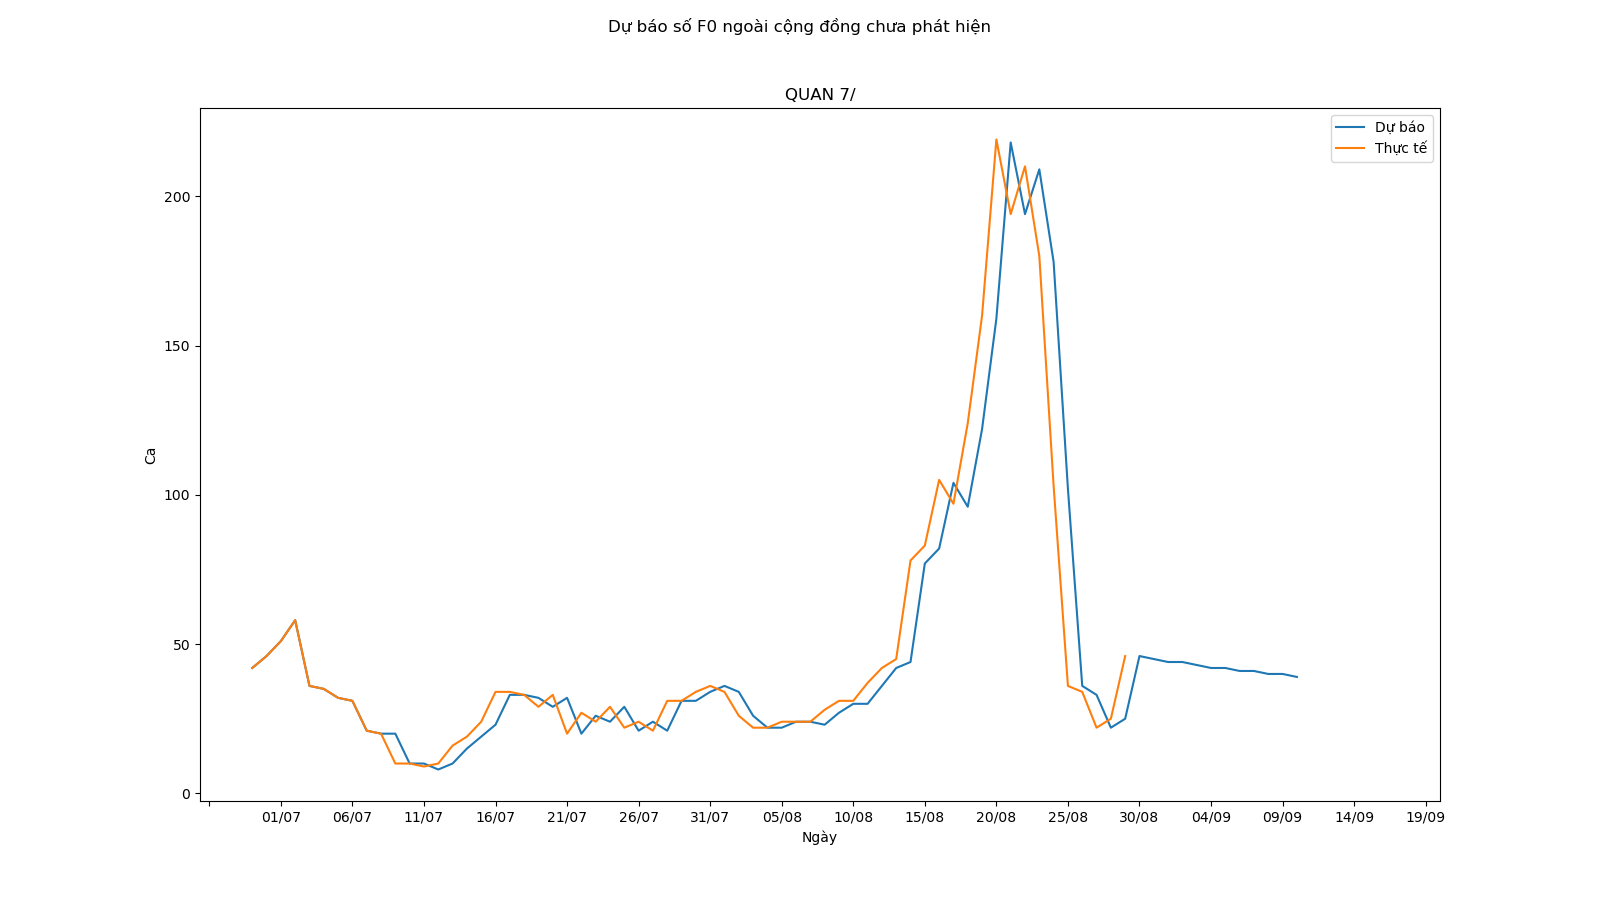 Dự báo số F0 ngoài cộng đồng chưa phát hiện
QUAN 7/
Dự báo
Thực tế
200
150
100
50
0
Ca
01/07 06/07 11/07 16/07 21/07 26/07 31/07 05/08 10/08 15/08 20/08 25/08 30/08 04/09 09/09 14/09 19/09
Ngày